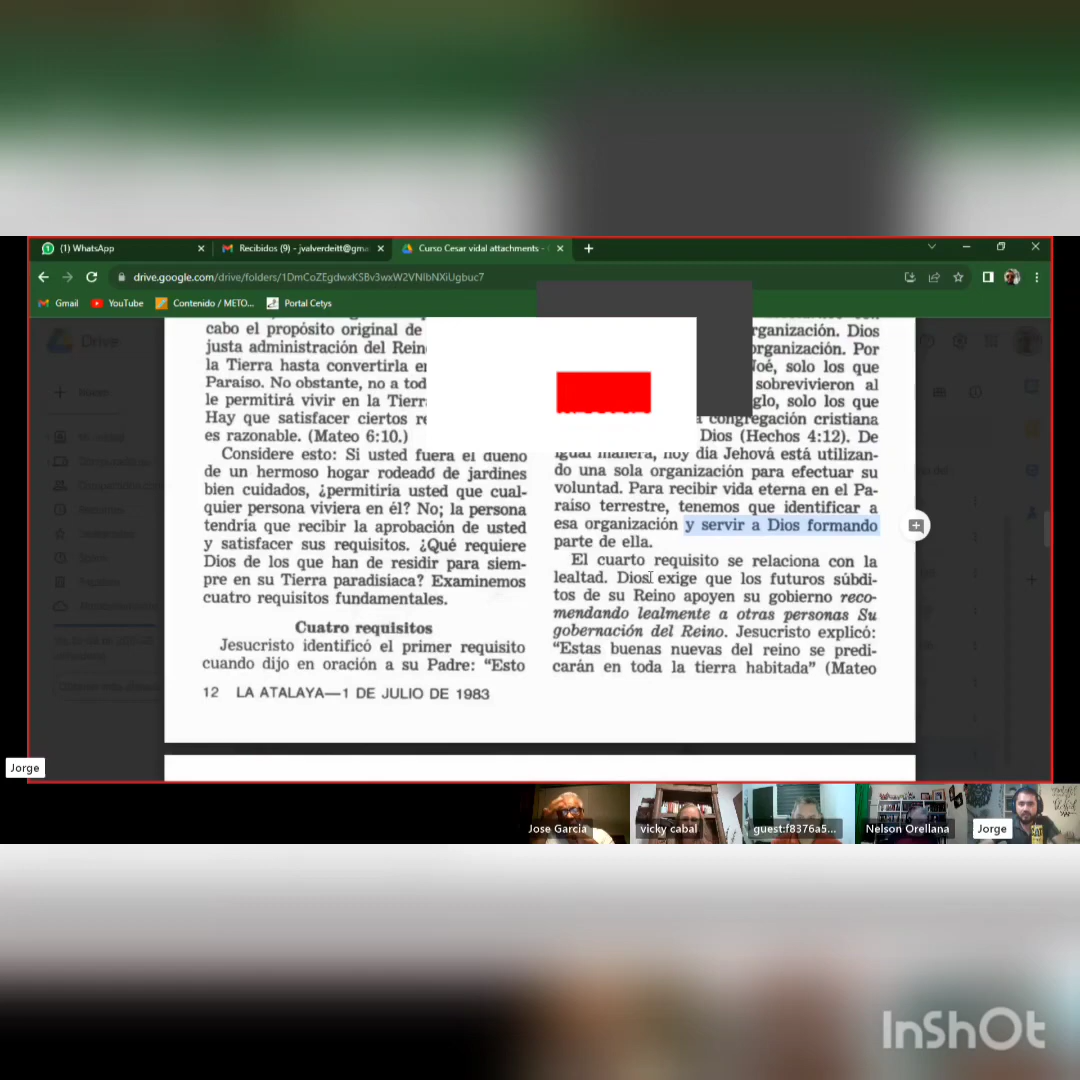 (1) WhatsApp
Recibidos (9) - jvalverdeitt@gma
Curso Cesar vidal attachments -
drive.google.com/drive/folders/1DmCoZEgdwxKSBv3wxW2VNIbNXiUgbuc7
Gmail
YouTube
Contenido / METO...
Portal Cetys
Drive
cabo el propósito original de
justa administración del Rein
la Tierra hasta convertirla e
Paraíso. No obstante, no a tod
le permitirá vivir en la Tierr
Hay que satisfacer ciertos re
es razonable. (Mateo 6:10.)
Considere esto: Si usted fuera el dueño
de un hermoso hogar rodeado de jardines
bien cuidados, ¿permitiría usted que cual-
quier persona viviera en él? No; la persona
tendría que recibir la aprobación de usted
y satisfacer sus requisitos. ¿Qué requiere
Dios de los que han de residir para siem-
pre en su Tierra paradisíaca? Examinemos
cuatro requisitos fundamentales.
Cuatro requisitos
Jesucristo identificó el primer requisito
cuando dijo en oración a su Padre: “Esto
12 LA ATALAYA—1 DE JULIO DE 1983
rganización. Dios
organización. Por
Noé, solo los que
sobrevivieron al
glo, solo los que
a congregación cristiana
Dios (Hechos 4:12). De
igual manera, hoy día Jehová está utilizan-
do una sola organización para efectuar su
voluntad. Para recibir vida eterna en el Pa-
raíso terrestre, tenemos que identificar a
esa organización y servir a Dios formando
parte de ella.
El cuarto requisito se relaciona con la
lealtad. Dios exige que los futuros súbdi-
tos de su Reino apoyen su gobierno reco-
mendando lealmente a otras personas Su
gobernación del Reino. Jesucristo explicó:
“Estas buenas nuevas del reino se predi-
carán en toda la tierra habitada” (Mateo
Jorge
Jose Garcia
vicky cabal
guest:f8376a5...
Nelson Orellana
Jorge
InShOt